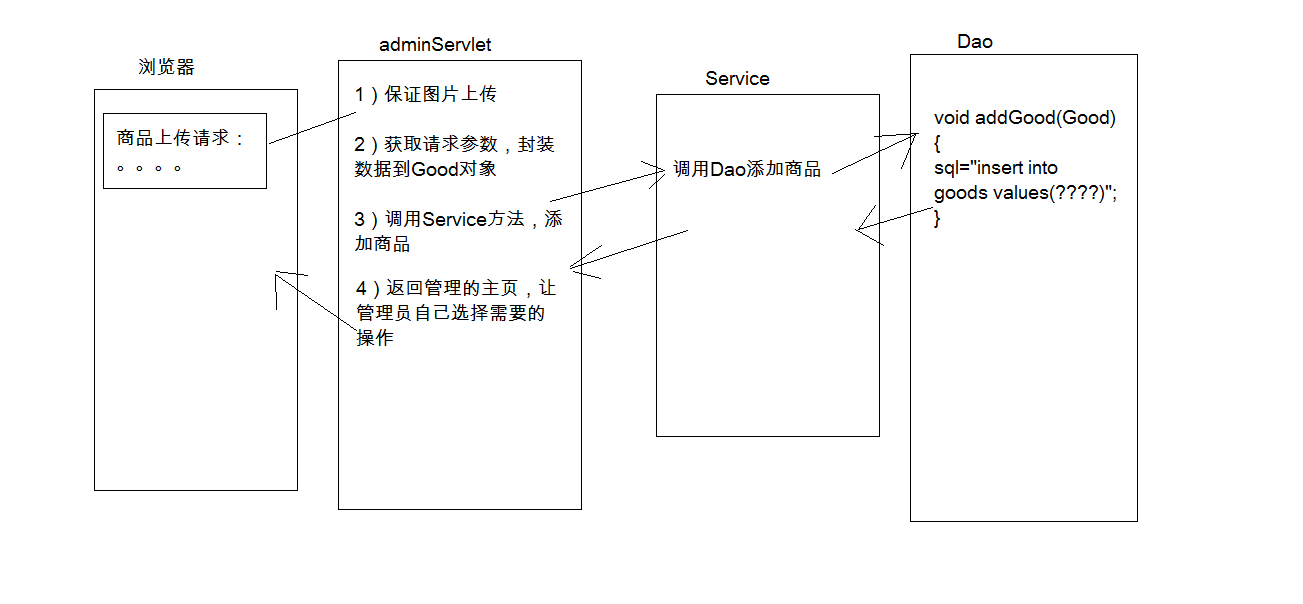 浏览器
商品上传请求：
。。。。
adminServlet
1）保证图片上传
2）获取请求参数，封装
数据到Good对象
3）调用Service方法，添
加商品
4）返回管理的主页，让
管理员自己选择需要的
操作
Service
调用Dao添加商品
Dao
void addGood(Good)
{
sql="insert into
goods values(????)";
}